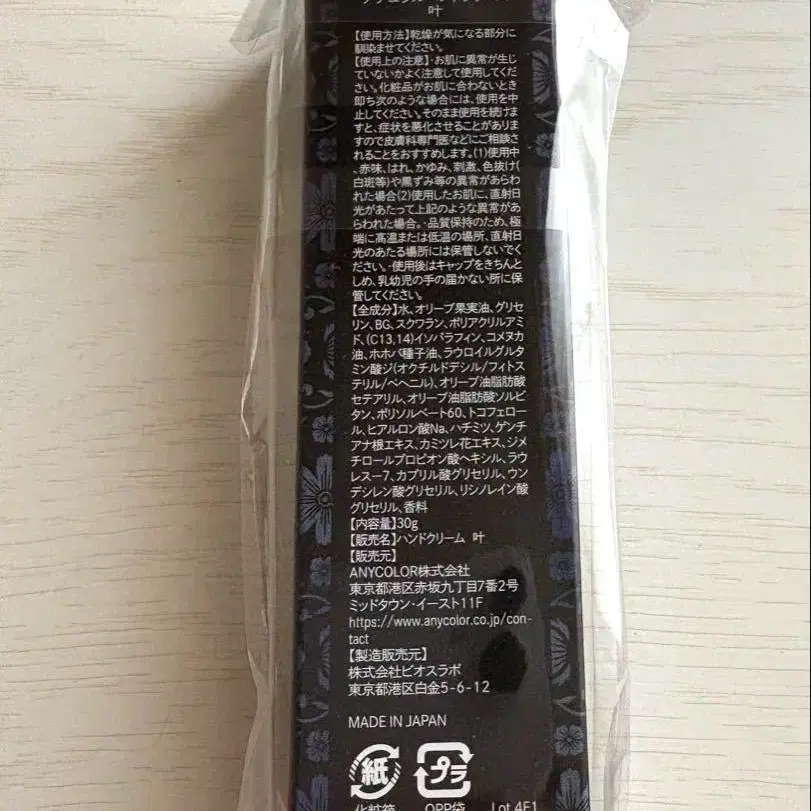 叶
【使用方法】乾燥が気になる部分に
馴染ませてください。
【使用上の注意】・お肌に異常が生じ
ていないかよく注意して使用してくだ
さい。化粧品がお肌に合わないとき
即ち次のような場合には、使用を中
止してください。そのまま使用を続けま
すと、症状を悪化させることがありま
すので皮膚科専門医などにご相談さ
れることをおすすめします。(1)使用中
、赤味、はれ、かゆみ、刺激、色抜け(
白斑等)や黒ずみ等の異常があらわ
れた場合(2)使用したお肌に、直射日
光があたって上記のような異常があ
らわれた場合。・品質保持のため、極
端に高温または低温の場所、直射日
光のあたる場所には保管しないでく
ださい。・使用後はキャップをきちんと
しめ、乳幼児の手の届かない所に保
管してください。
【全成分】水、オリーブ果実油、グリセ
リン、BG、スクワラン、ポリアクリルアミ
ド、(C13,14)イソパラフィン、コメヌカ
油、ホホバ種子油、ラウロイルグルタ
ミン酸ジ(オクチルドデシル/フィトス
テリル/ベヘニル)、オリーブ油脂肪酸
セテアリル、オリーブ油脂肪酸ソルビ
タン、ポリソルベート60、トコフェロー
ル、ヒアルロン酸Na、ハチミツ、ゲンチ
アナ根エキス、カミツレ花エキス、ジメ
チロールプロピオン酸ヘキシル、ラウ
レス−7、カプリル酸グリセリル、ウン
デシレン酸グリセリル、リシノレイン酸
グリセリル、香料
【内容量】30g
【販売名】ハンドクリーム 叶
【販売元】
ANYCOLOR株式会社
東京都港区赤坂九丁目7番2号
ミッドタウン・イースト11F
https://www.anycolor.co.jp/con-
tact
【製造販売元】
株式会社ビオスラボ
東京都港区白金5-6-12
MADE IN JAPAN
紙 プラ
化粧箱 OPP袋 Lot 4F1